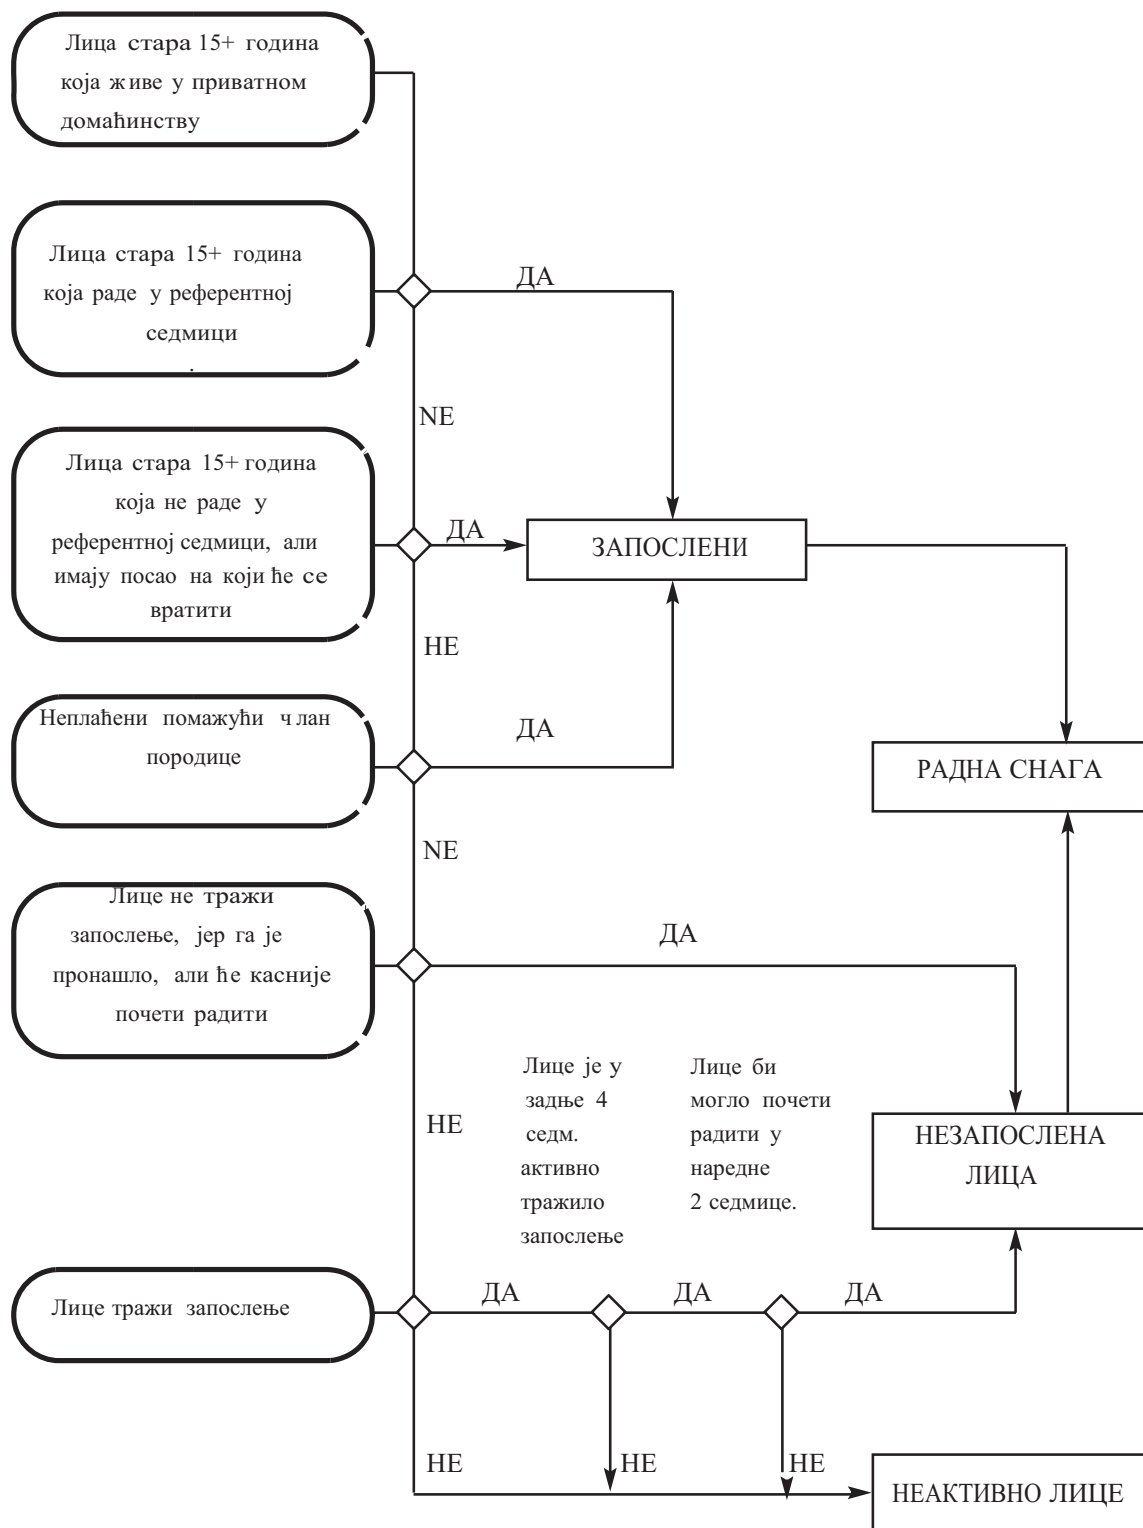 Лица стара 15+ година
која живе у приватном
домаћинству
Лица стара 15+ година
која раде у референтној
седмици
.
ДА
NE
Лица стара 15+ година
која не раде у
референтној седмици, али
имају посао на који ће се
вратити
ДА
ЗАПОСЛЕНИ
НЕ
Неплаћени помажући члан
породице
ДА
РАДНА СНАГА
NE
Лице не тражи
запослење, јер га је
пронашло, али ће касније
почети радити
ДА
НЕ
Лице је у
задње 4
седм.
активно
тражило
запослење
Лице би
могло почети
радити у
наредне
2 седмице.
НЕЗАПОСЛЕНА
ЛИЦА
Лице тражи запослење
ДА
ДА
ДА
НЕ
НЕ
НЕ
НЕАКТИВНО ЛИЦЕ